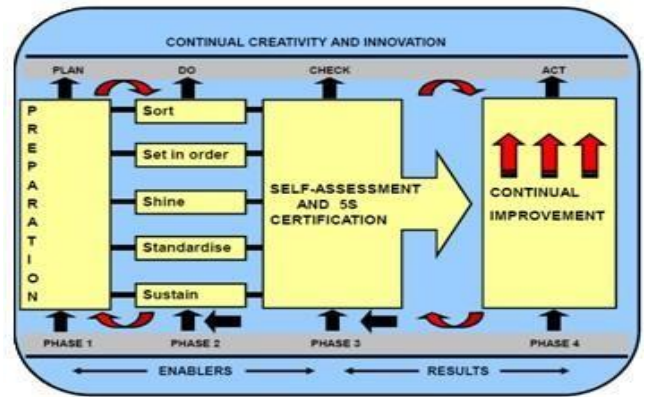 CONTINUAL CREATIVITY AND INNOVATION
PLAN DO CHECK ACT
PREPARATION
Sort
Set in order
Shine
Standardise
Sustain
SELF-ASSESSMENT
AND 5S
CERTIFICATION
CONTINUAL
IMPROVEMENT
PHASE 1 PHASE 2 PHASE 3 PHASE 4
ENABLERS RESULTS